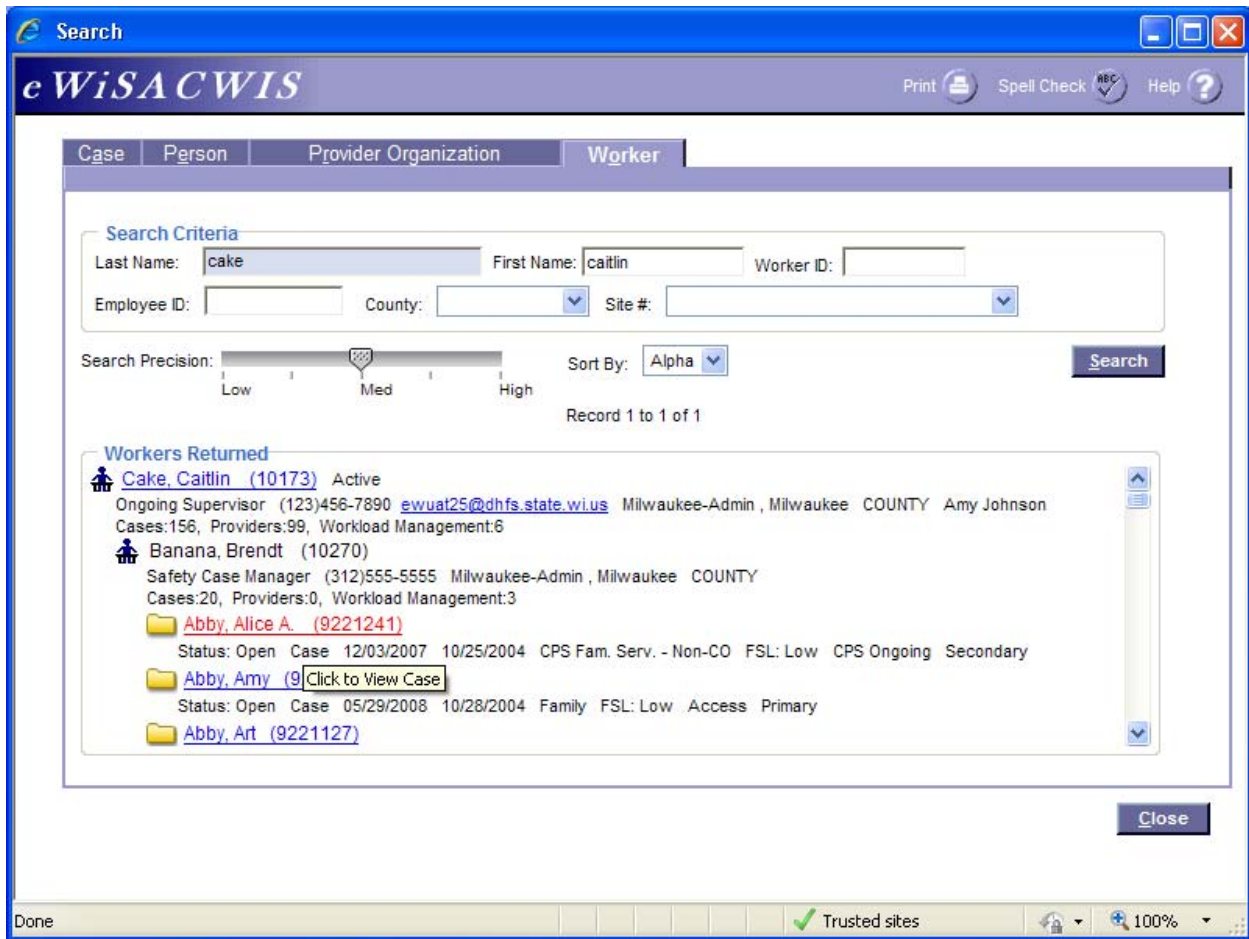 Search
e WiSACWIS Print ABC Spell Check Help ?
Case Person Provider Organization Worker
Search Criteria
Last Name: cake First Name: caitlin Worker ID:
Employee ID: County: Site #:
Search Precision: Sort By: Alpha Search
Low Med High
Record 1 to 1 of 1
Workers Returned
Cake, Caitlin (10173) Active
Ongoing Supervisor (123)456-7890 ewuat25@dhfs.state.wi.us Milwaukee-Admin , Milwaukee COUNTY Amy Johnson
Cases:156, Providers:99, Workload Management:6
Banana, Brendt (10270)
Safety Case Manager (312)555-5555 Milwaukee-Admin , Milwaukee COUNTY
Cases:20, Providers:0, Workload Management:3
Abby, Alice A. (9221241)
Status: Open Case 12/03/2007 10/25/2004 CPS Fam. Serv. - Non-CO FSL: Low CPS Ongoing Secondary
Abby, Amy (9 Click to View Case
Status: Open Case 05/29/2008 10/28/2004 Family FSL: Low Access Primary
Abby, Art (9221127)
Close
Done Trusted sites 100%